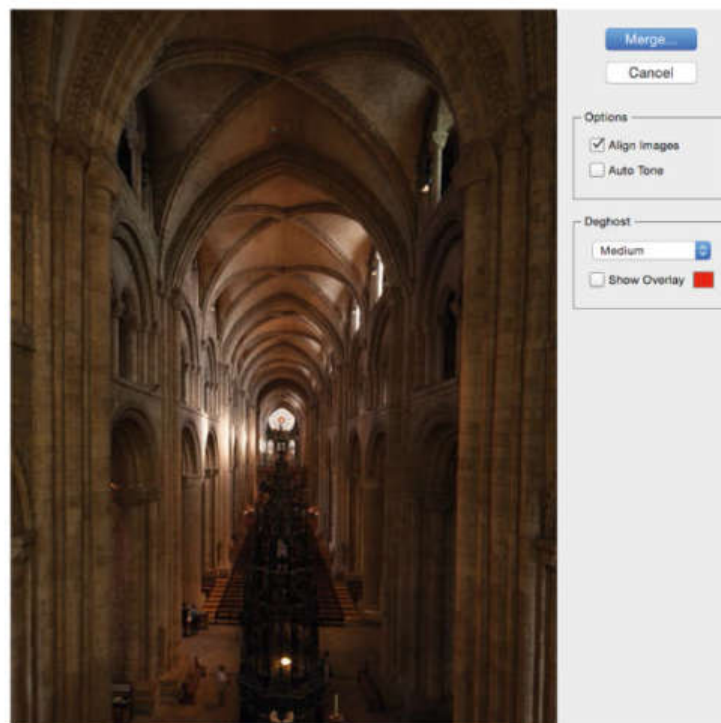 Merge...
Cancel
Options
Align Images
Auto Tone
Deghost
Medium
Show Overlay